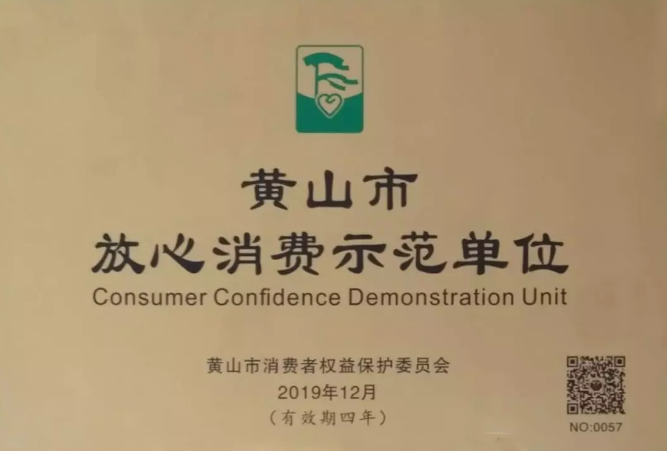 黄山市
放心消费示范单位
Consumer Confidence Demonstration Unit
黄山市消费者权益保护委员会
2019年12月
（有效期四年）
NO:0057